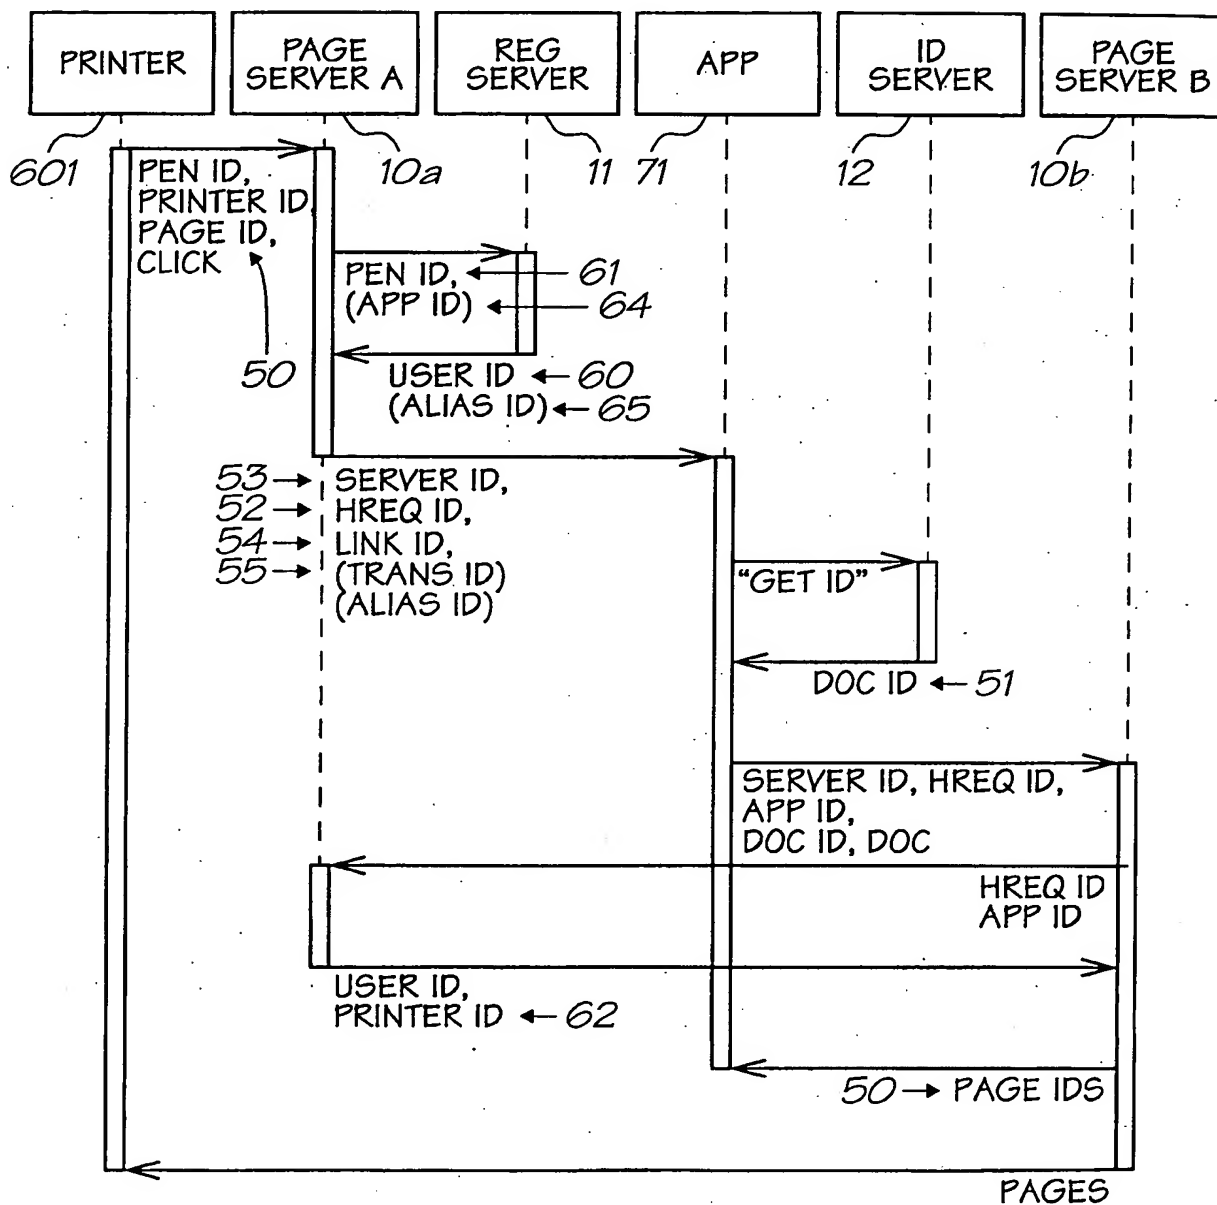 PRINTER
PAGE
SERVER A
REG
SERVER
APP
ID
SERVER
PAGE
SERVER B
601
10a
11
71
12
10b
PEN ID,
PRINTER ID,
PAGE ID,
CLICK
50
PEN ID, 61
(APP ID) 64
USER ID 60
(ALIAS ID) 65
53 SERVER ID,
52 HREQ ID,
54 LINK ID,
55 (TRANS ID)
(ALIAS ID)
"GET ID"
DOC ID 51
SERVER ID, HREQ ID,
APP ID,
DOC ID, DOC
HREQ ID
APP ID
USER ID,
PRINTER ID 62
50 PAGE IDS
PAGES